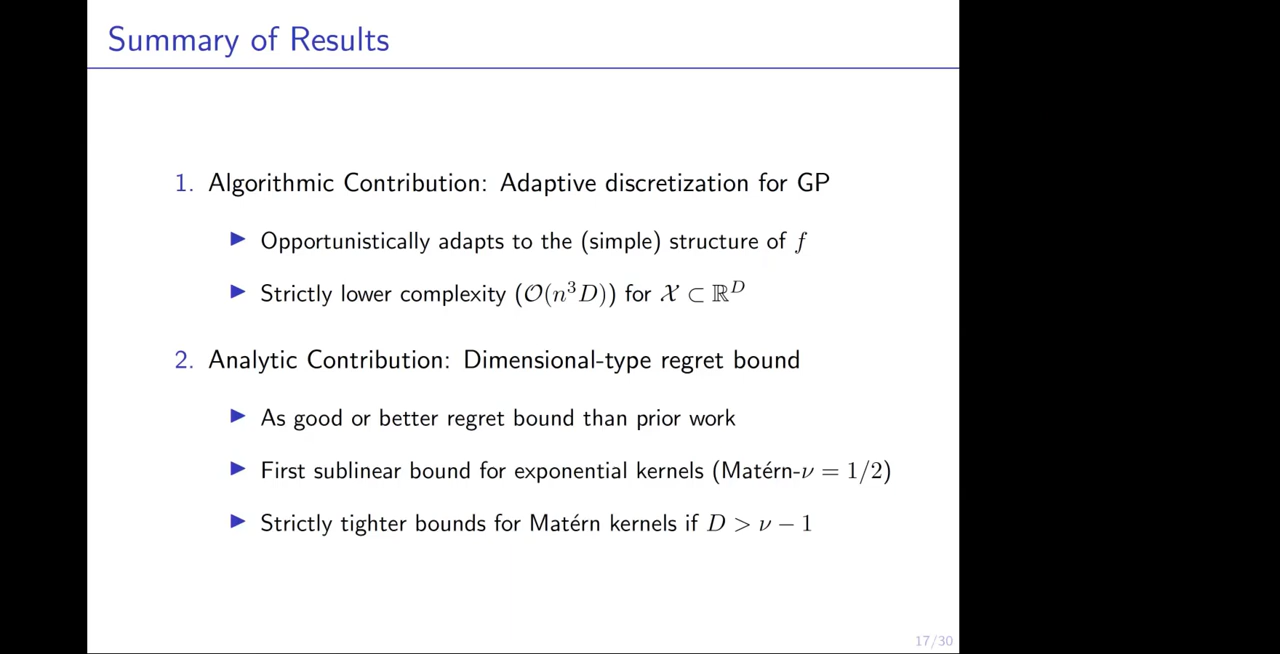 Summary of Results
1. Algorithmic Contribution: Adaptive discretization for GP
▶ Opportunistically adapts to the (simple) structure of f
▶ Strictly lower complexity (𝒪(n³D)) for 𝒳 ⊂ ℝᴰ
2. Analytic Contribution: Dimensional-type regret bound
▶ As good or better regret bound than prior work
▶ First sublinear bound for exponential kernels (Matérn-ν = 1/2)
▶ Strictly tighter bounds for Matérn kernels if D > ν − 1
17/30